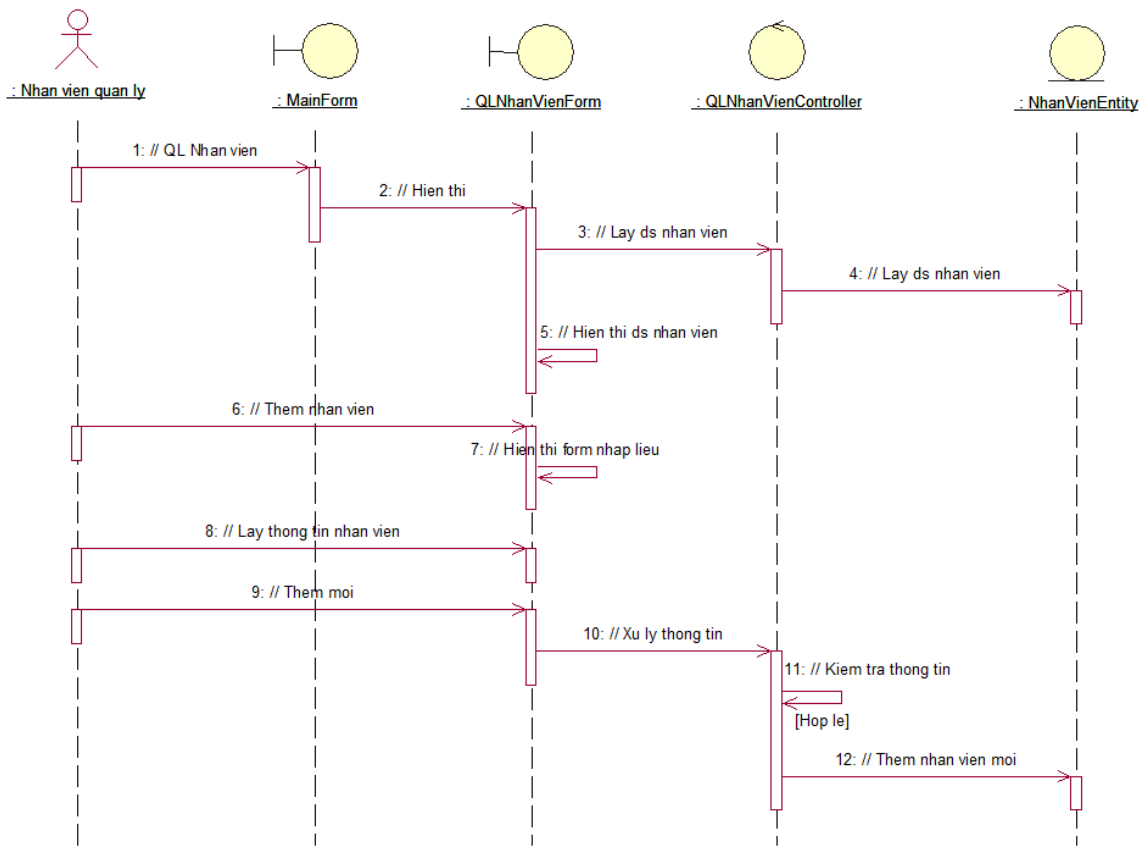 : Nhan vien quan ly
: MainForm
: QLNhanVienForm
: QLNhanVienController
: NhanVienEntity
1: // QL Nhan vien
2: // Hien thi
3: // Lay ds nhan vien
4: // Lay ds nhan vien
5: // Hien thi ds nhan vien
6: // Them nhan vien
7: // Hien thi form nhap lieu
8: // Lay thong tin nhan vien
9: // Them moi
10: // Xu ly thong tin
11: // Kiem tra thong tin
[Hop le]
12: // Them nhan vien moi